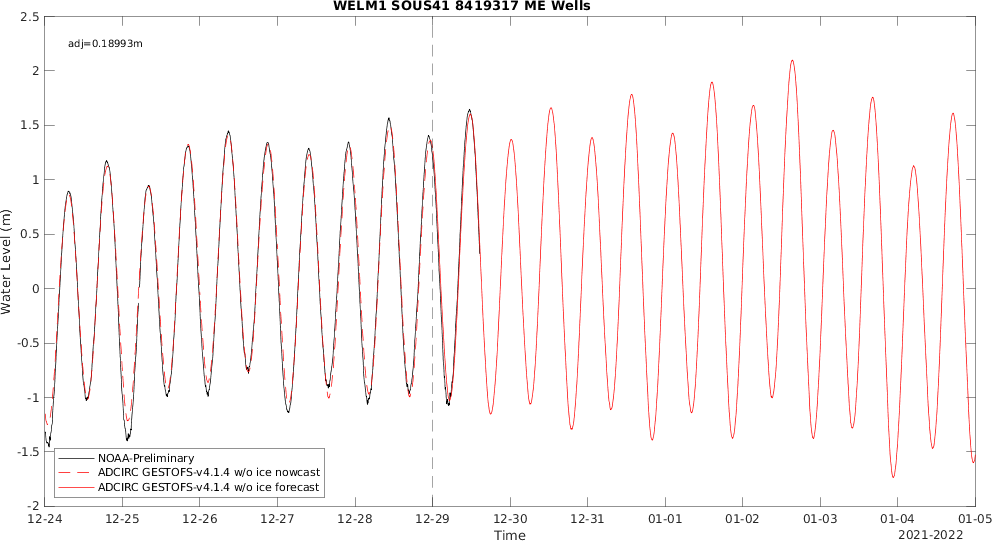 WELM1 SOUS41 8419317 ME Wells
adj=0.18993m
Water Level (m)
2.5
2
1.5
1
0.5
0
-0.5
-1
-1.5
-2
NOAA-Preliminary
ADCIRC GESTOFS-v4.1.4 w/o ice nowcast
ADCIRC GESTOFS-v4.1.4 w/o ice forecast
12-24 12-25 12-26 12-27 12-28 12-29 12-30 12-31 01-01 01-02 01-03 01-04 01-05
Time
2021-2022